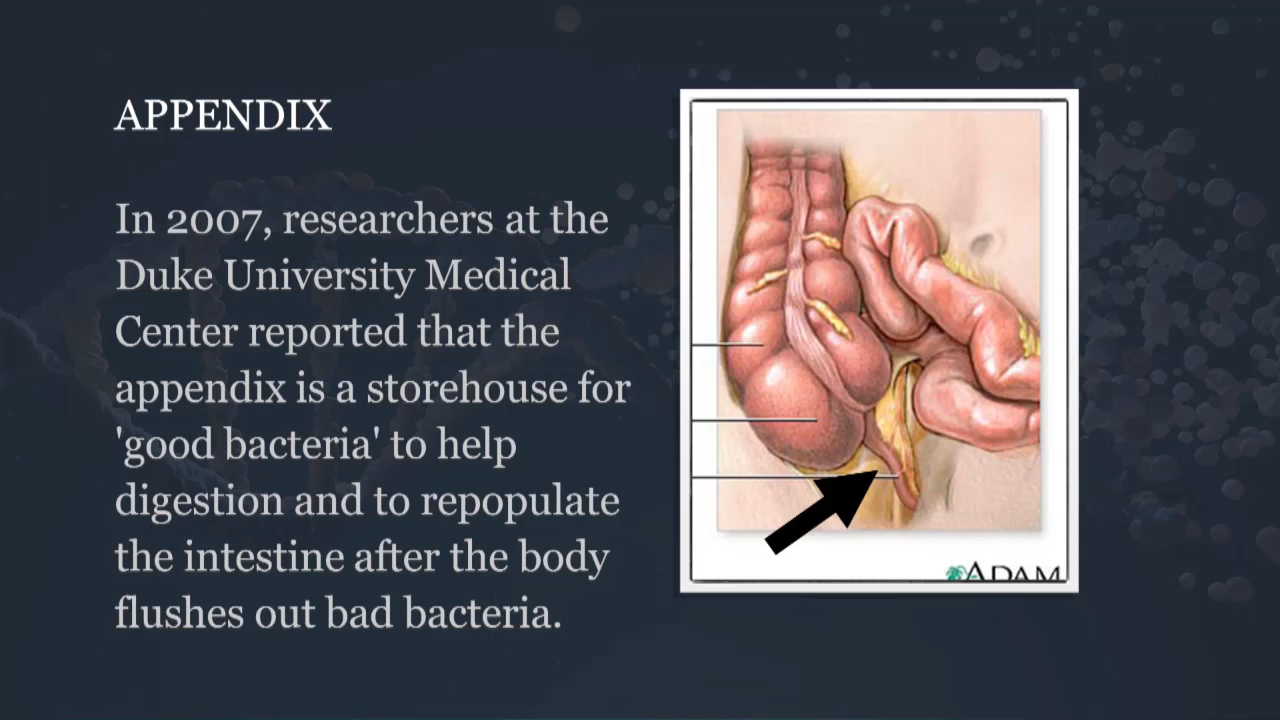 APPENDIX
In 2007, researchers at the
Duke University Medical
Center reported that the
appendix is a storehouse for
'good bacteria' to help
digestion and to repopulate
the intestine after the body
flushes out bad bacteria.
ADAM